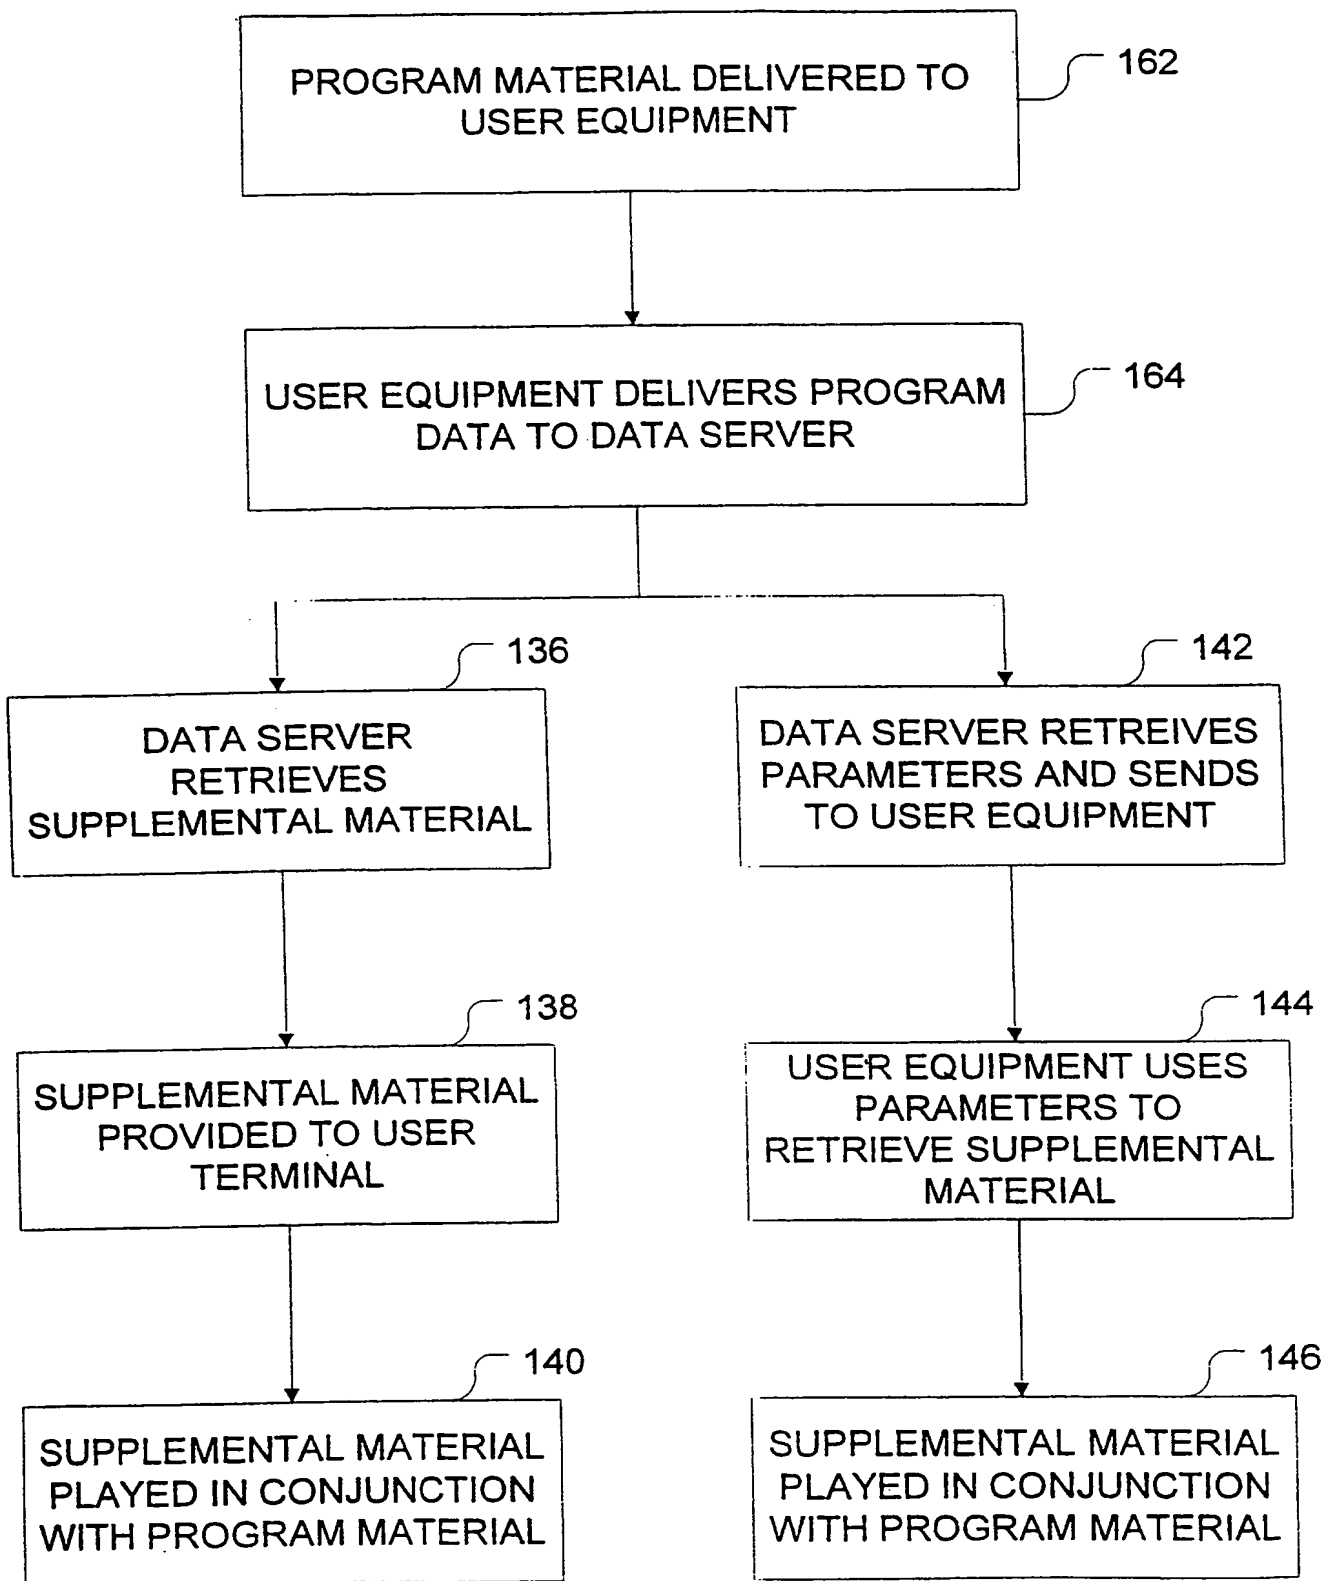 PROGRAM MATERIAL DELIVERED TO
USER EQUIPMENT
162
USER EQUIPMENT DELIVERS PROGRAM
DATA TO DATA SERVER
164
136
DATA SERVER
RETRIEVES
SUPPLEMENTAL MATERIAL
142
DATA SERVER RETREIVES
PARAMETERS AND SENDS
TO USER EQUIPMENT
138
SUPPLEMENTAL MATERIAL
PROVIDED TO USER
TERMINAL
144
USER EQUIPMENT USES
PARAMETERS TO
RETRIEVE SUPPLEMENTAL
MATERIAL
140
SUPPLEMENTAL MATERIAL
PLAYED IN CONJUNCTION
WITH PROGRAM MATERIAL
146
SUPPLEMENTAL MATERIAL
PLAYED IN CONJUNCTION
WITH PROGRAM MATERIAL